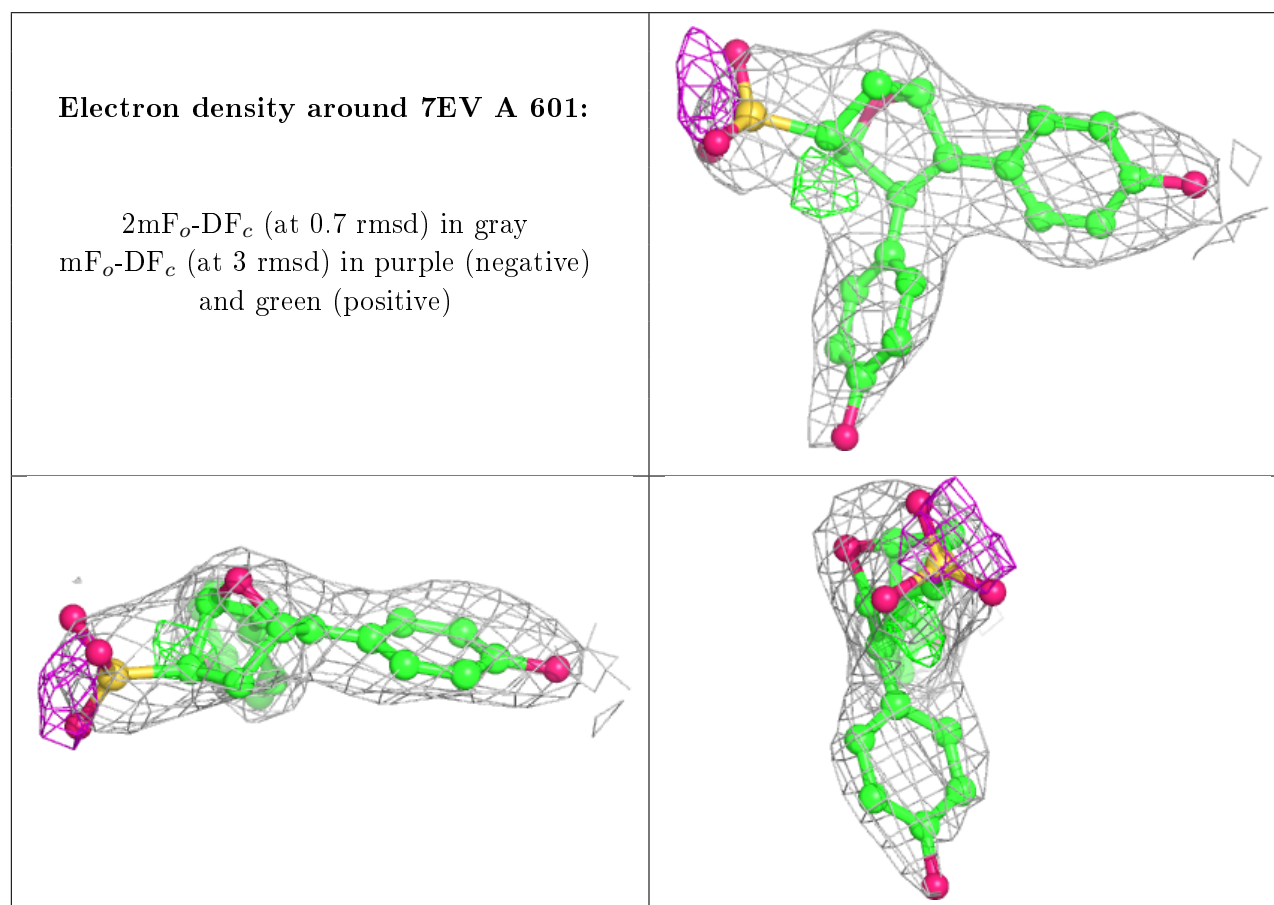 Electron density around 7EV A 601:
2mFo-DFc (at 0.7 rmsd) in gray
mFo-DFc (at 3 rmsd) in purple (negative)
and green (positive)